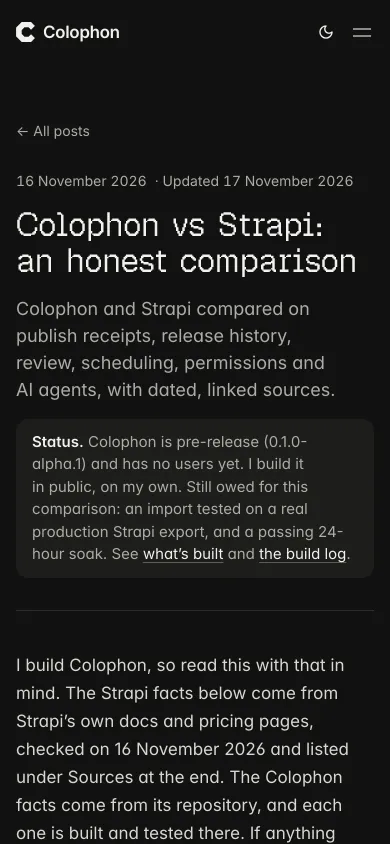 Colophon
← All posts
16 November 2026 · Updated 17 November 2026
Colophon vs Strapi:
an honest comparison
Colophon and Strapi compared on
publish receipts, release history,
review, scheduling, permissions and
AI agents, with dated, linked sources.
Status. Colophon is pre-release (0.1.0-
alpha.1) and has no users yet. I build it
in public, on my own. Still owed for this
comparison: an import tested on a real
production Strapi export, and a passing 24-
hour soak. See what’s built and the build log.
I build Colophon, so read this with that in
mind. The Strapi facts below come from
Strapi’s own docs and pricing pages,
checked on 16 November 2026 and listed
under Sources at the end. The Colophon
facts come from its repository, and each
one is built and tested there. If anything